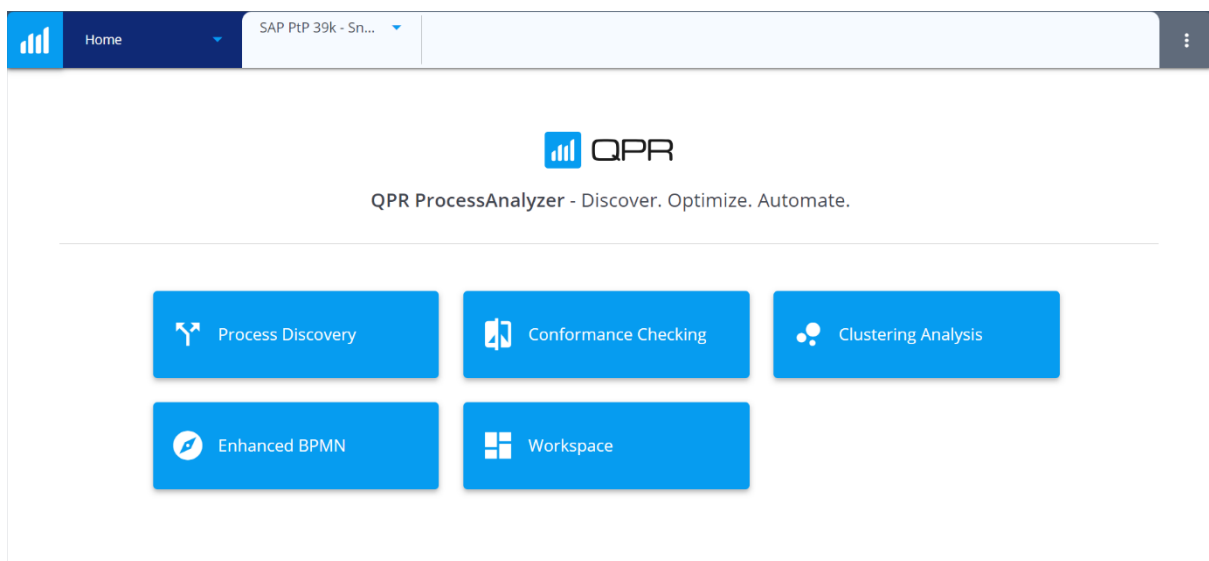 Home
SAP PtP 39k - Sn...
QPR
QPR ProcessAnalyzer - Discover. Optimize. Automate.
Process Discovery
Conformance Checking
Clustering Analysis
Enhanced BPMN
Workspace